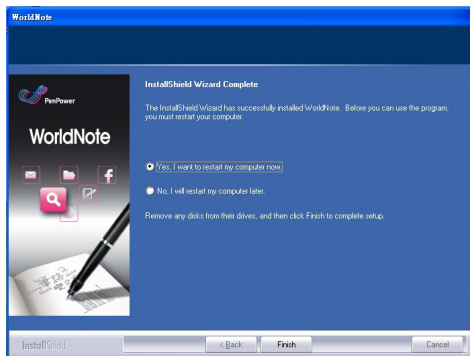 WorldNote
PenPower
WorldNote
InstallShield Wizard Complete
The InstallShield Wizard has successfully installed WorldNote. Before you can use the program,
you must restart your computer.
Yes, I want to restart my computer now.
No, I will restart my computer later.
Remove any disks from their drives, and then click Finish to complete setup.
InstallShield
< Back
Finish
Cancel